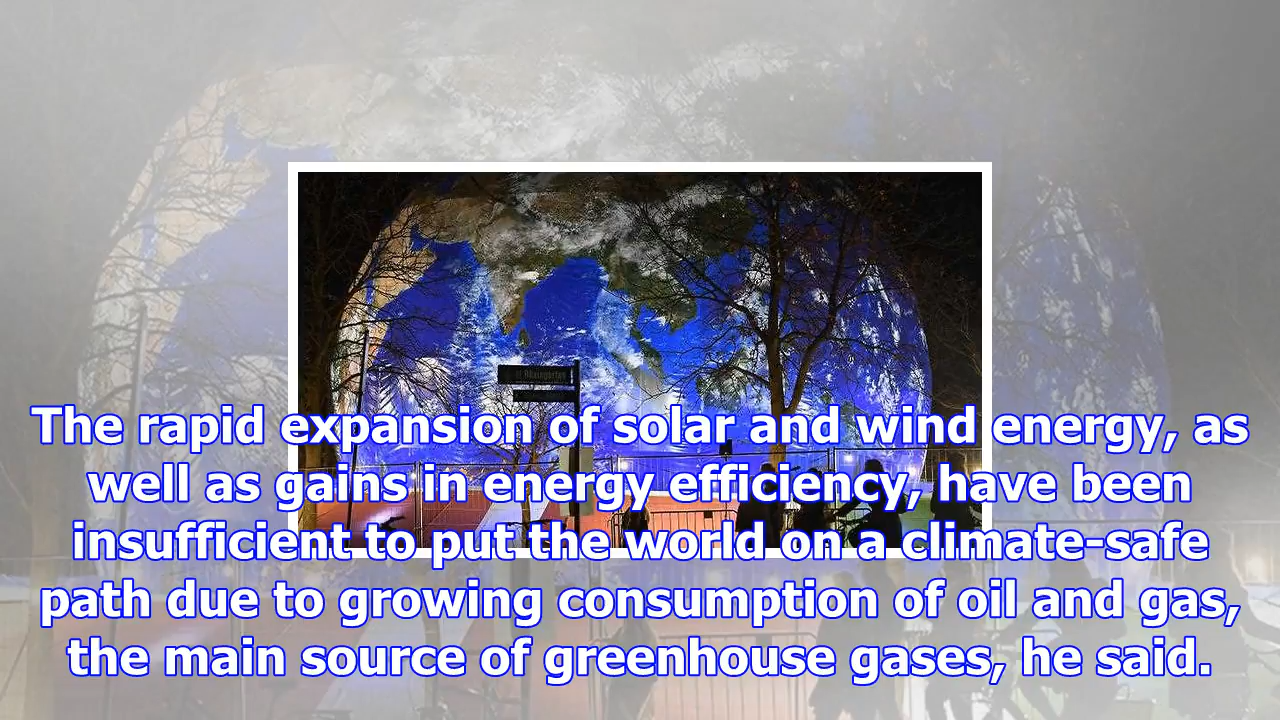 The rapid expansion of solar and wind energy, as
well as gains in energy efficiency, have been
insufficient to put the world on a climate-safe
path due to growing consumption of oil and gas,
the main source of greenhouse gases, he said.